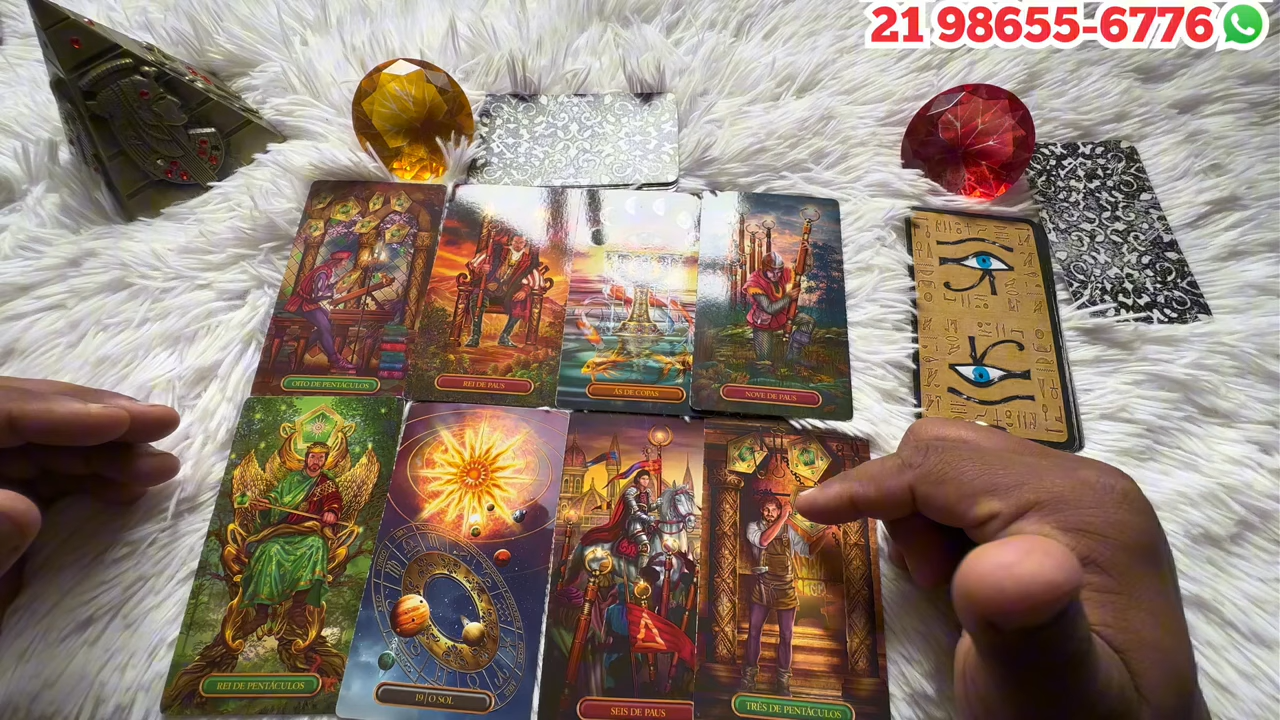 21 98655-6776
OITO DE PENTÁCULOS
REI DE PAUS
ÁS DE COPAS
NOVE DE PAUS
REI DE PENTÁCULOS
19 | O SOL
SEIS DE PAUS
TRÊS DE PENTÁCULOS